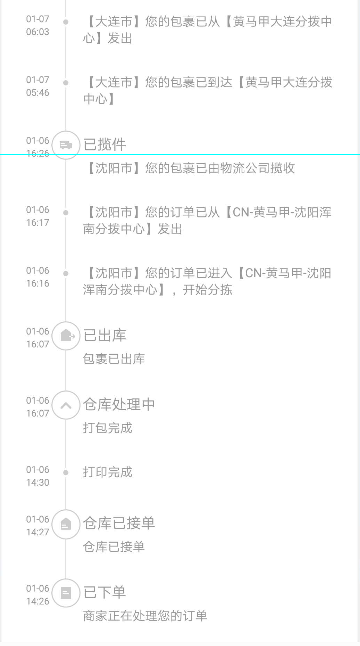 01-07
06:03
【大连市】您的包裹已从【黄马甲大连分拨中
心】发出
01-07
05:46
【大连市】您的包裹已到达【黄马甲大连分拨
中心】
01-06
16:26
已揽件
【沈阳市】您的包裹已由物流公司揽收
01-06
16:17
【沈阳市】您的订单已从【CN-黄马甲-沈阳浑
南分拨中心】发出
01-06
16:16
【沈阳市】您的订单已进入【CN-黄马甲-沈阳
浑南分拨中心】，开始分拣
01-06
16:07
已出库
包裹已出库
01-06
16:07
仓库处理中
打包完成
01-06
14:30
打印完成
01-06
14:27
仓库已接单
仓库已接单
01-06
14:26
已下单
商家正在处理您的订单